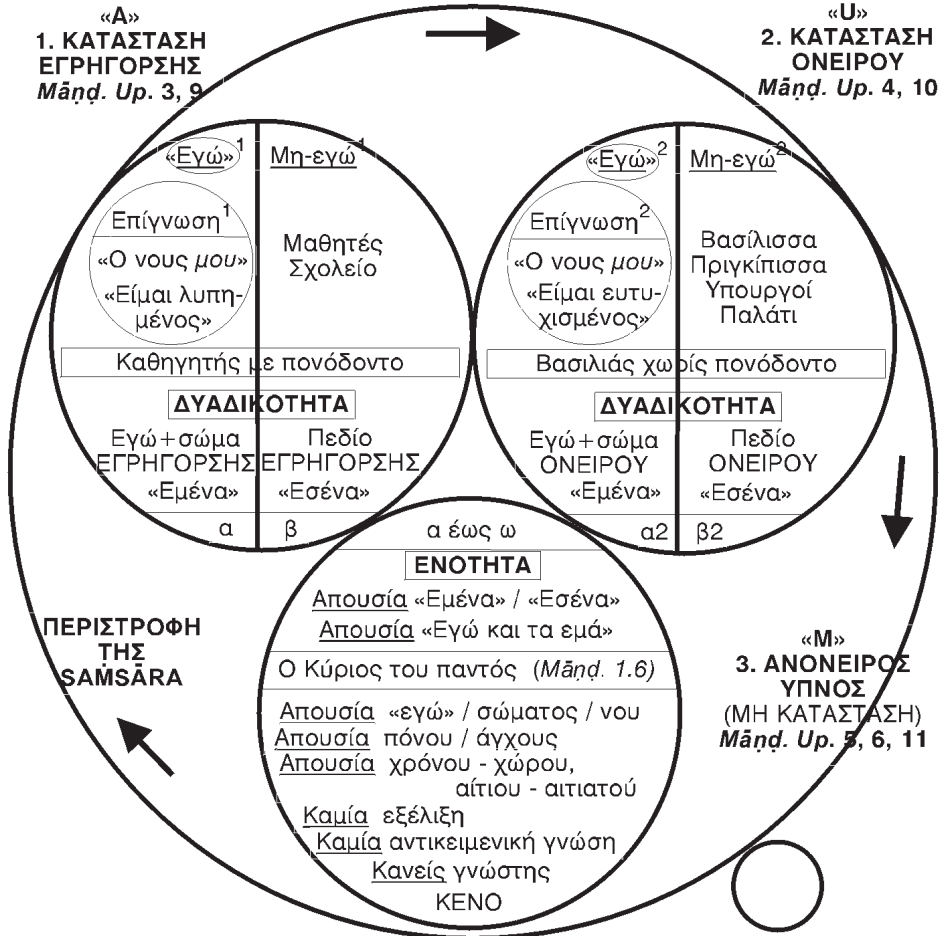 «A»
1. ΚΑΤΑΣΤΑΣΗ
ΕΓΡΗΓΟΡΣΗΣ
Māṇḍ. Up. 3, 9
«U»
2. ΚΑΤΑΣΤΑΣΗ
ΟΝΕΙΡΟΥ
Māṇḍ. Up. 4, 10
«Εγώ»1
Μη-εγώ1
Επίγνωση1
«Ο νους μου»
«Είμαι λυπη-
μένος»
Μαθητές
Σχολείο
Καθηγητής με πονόδοντο
ΔΥΑΔΙΚΟΤΗΤΑ
Εγώ+σώμα
ΕΓΡΗΓΟΡΣΗΣ
«Εμένα»
Πεδίο
ΕΓΡΗΓΟΡΣΗΣ
«Εσένα»
α
β
«Εγώ»2
Μη-εγώ2
Επίγνωση2
«Ο νους μου»
«Είμαι ευτυ-
χισμένος»
Βασίλισσα
Πριγκίπισσα
Υπουργοί
Παλάτι
Βασιλιάς χωρίς πονόδοντο
ΔΥΑΔΙΚΟΤΗΤΑ
Εγώ+σώμα
ΟΝΕΙΡΟΥ
«Εμένα»
Πεδίο
ΟΝΕΙΡΟΥ
«Εσένα»
α2
β2
α έως ω
ΕΝΟΤΗΤΑ
Απουσία «Εμένα» / «Εσένα»
Απουσία «Εγώ και τα εμά»
Ο Κύριος του παντός (Māṇḍ. 1.6)
Απουσία «εγώ» / σώματος / νου
Απουσία πόνου / άγχους
Απουσία χρόνου - χώρου,
αίτιου - αιτιατού
Καμία εξέλιξη
Καμία αντικειμενική γνώση
Κανείς γνώστης
ΚΕΝΟ
ΠΕΡΙΣΤΡΟΦΗ
ΤΗΣ
SAṂSĀRA
«M»
3. ΑΝΟΝΕΙΡΟΣ
ΥΠΝΟΣ
(ΜΗ ΚΑΤΑΣΤΑΣΗ)
Māṇḍ. Up. 5, 6, 11